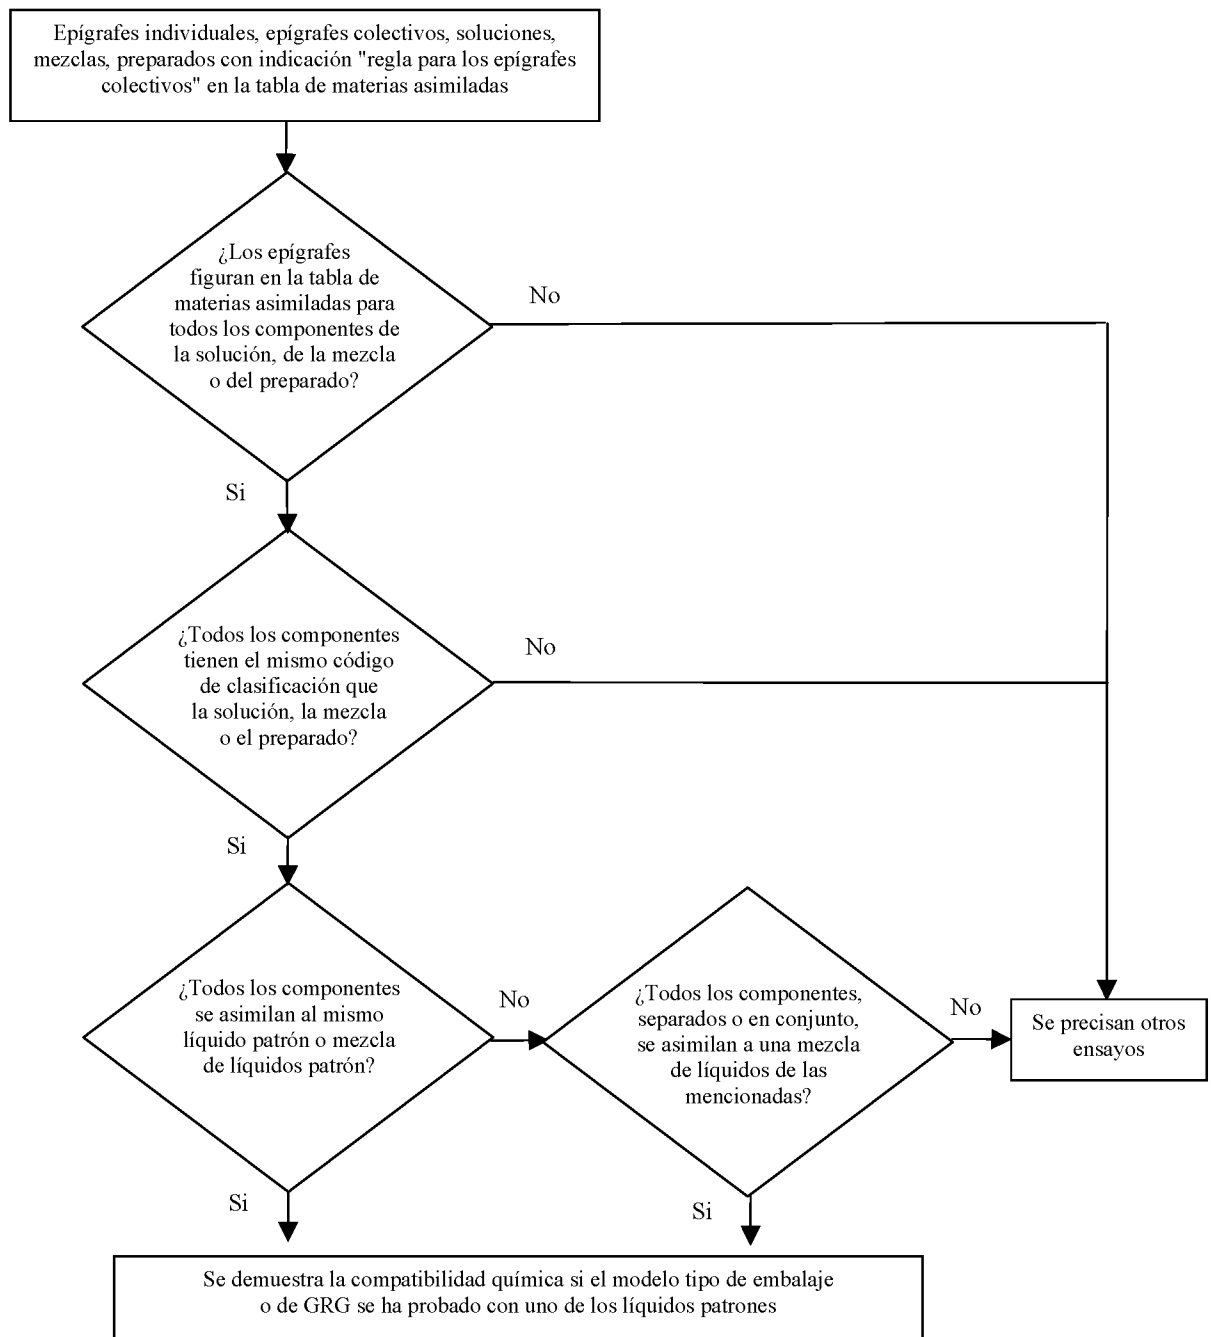 Epígrafes individuales, epígrafes colectivos, soluciones,
mezclas, preparados con indicación "regla para los epígrafes
colectivos" en la tabla de materias asimiladas
¿Los epígrafes
figuran en la tabla de
materias asimiladas para
todos los componentes de
la solución, de la mezcla
o del preparado?
No
Si
¿Todos los componentes
tienen el mismo código
de clasificación que
la solución, la mezcla
o el preparado?
No
Si
¿Todos los componentes
se asimilan al mismo
líquido patrón o mezcla
de líquidos patrón?
No
¿Todos los componentes,
separados o en conjunto,
se asimilan a una mezcla
de líquidos de las
mencionadas?
No
Se precisan otros
ensayos
Si
Si
Se demuestra la compatibilidad química si el modelo tipo de embalaje
o de GRG se ha probado con uno de los líquidos patrones